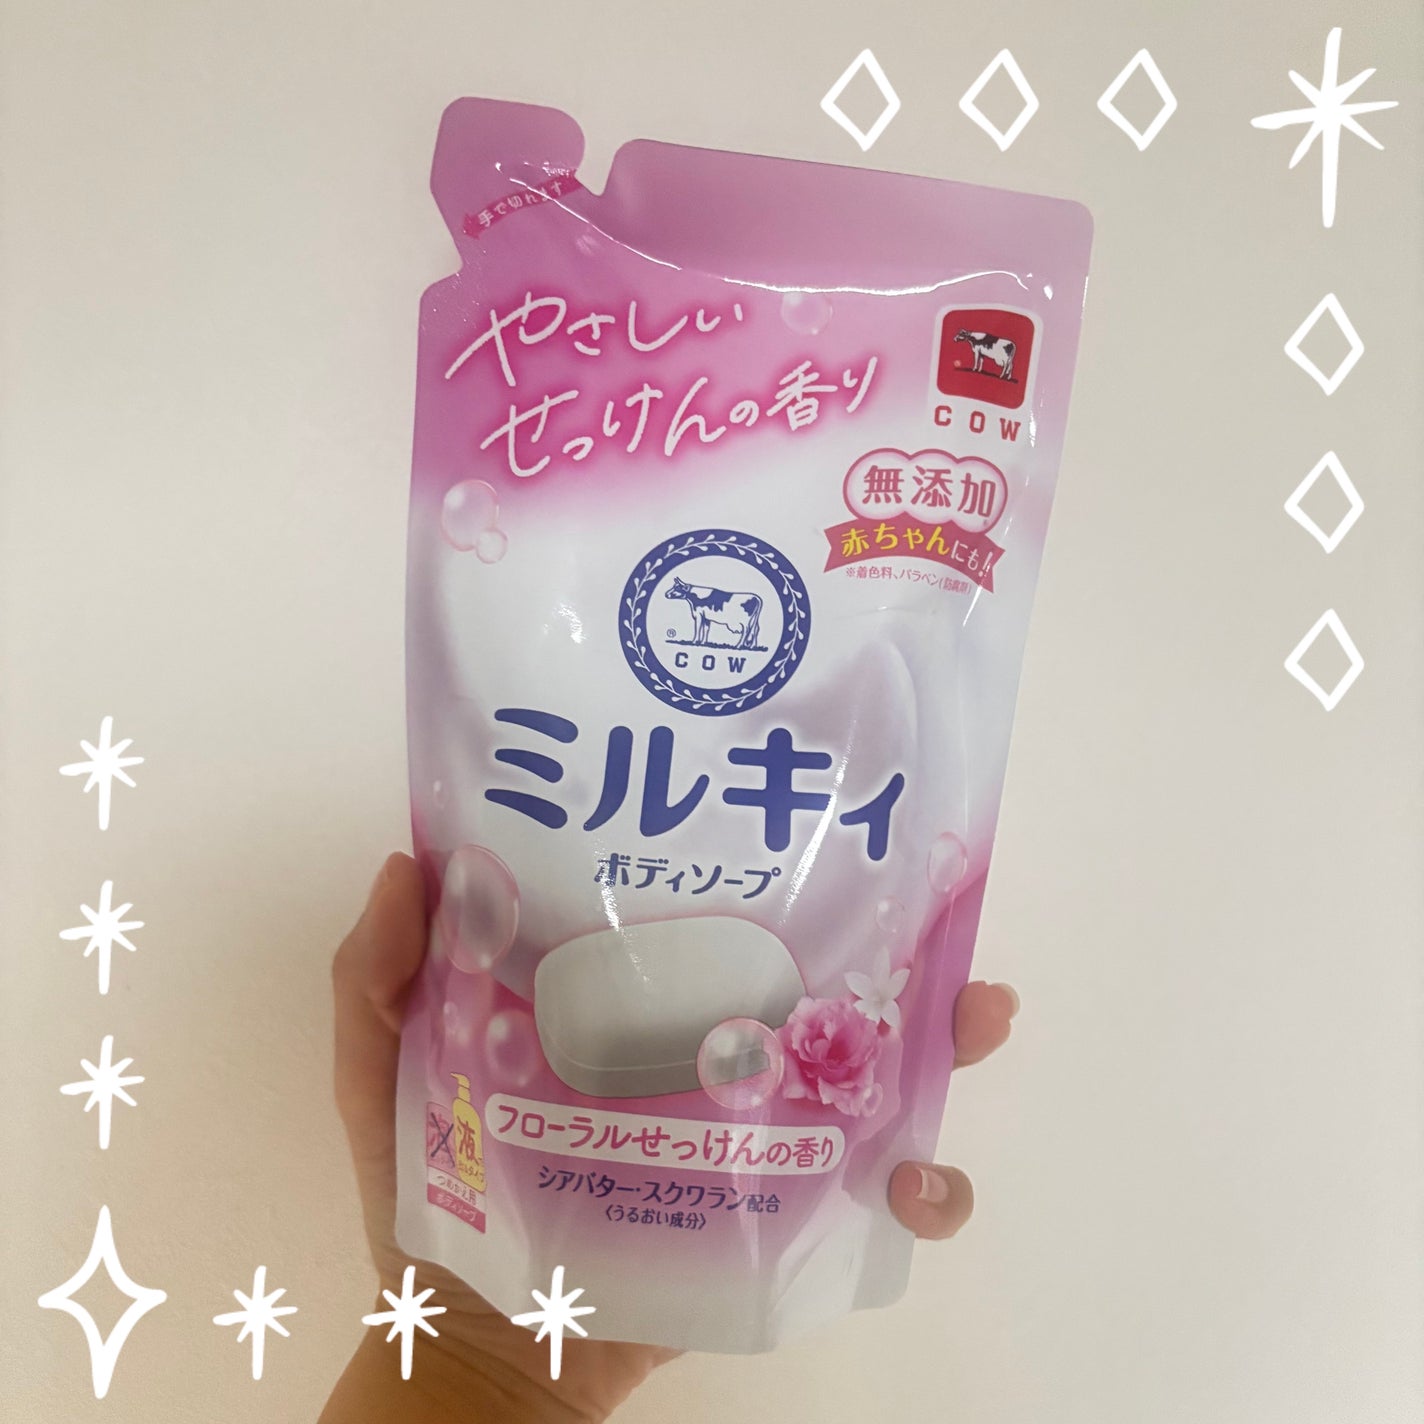 手で切れます
やさしい
せっけんの香り
COW
無添加
赤ちゃんにも!!
※着色料、パラベン(防腐剤)
COW
ミルキィ
ボディソープ
フローラルせっけんの香り
シアバター・スクワラン配合
〈うるおい成分〉
液
つめかえ用
ボディソープ